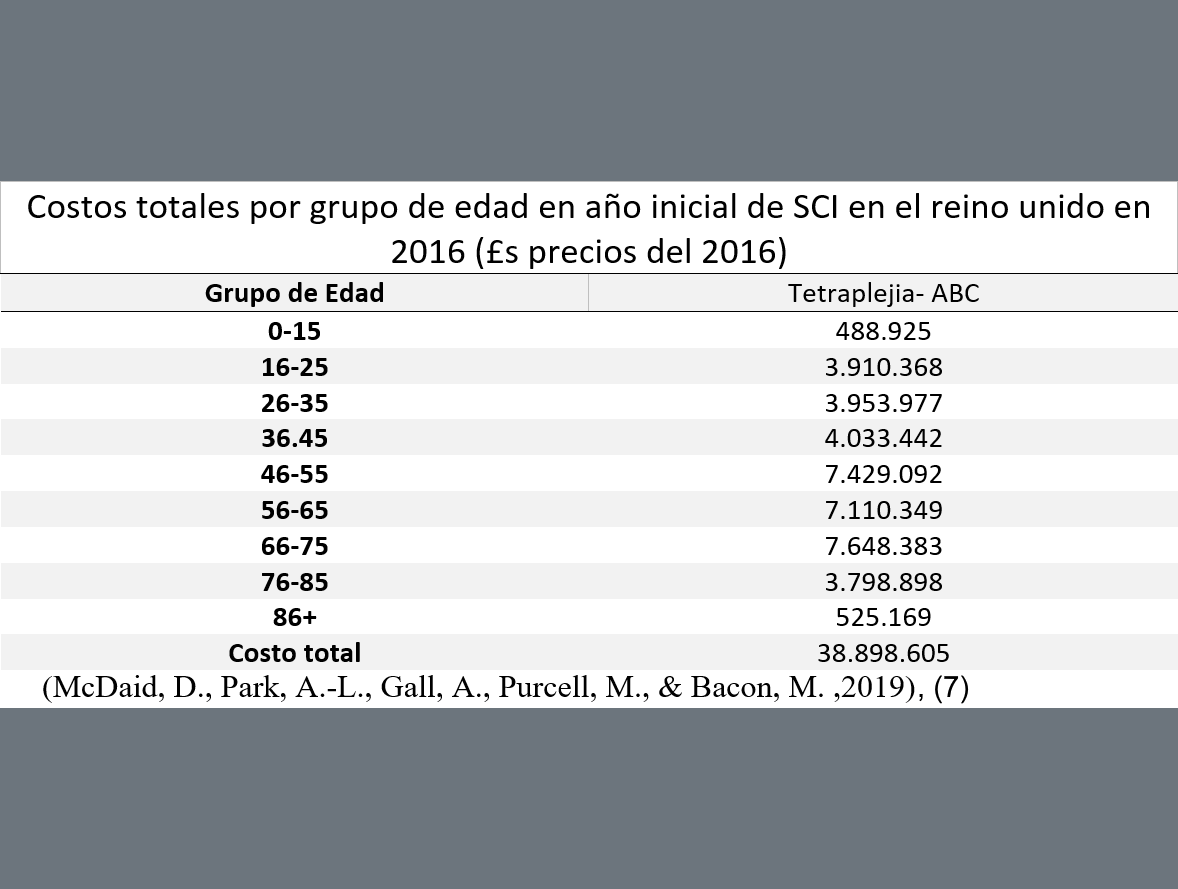 Costos totales por grupo de edad en año inicial de SCI en el reino unido en
2016 (£s precios del 2016)
Grupo de Edad Tetraplejia- ABC
0-15 488.925
16-25 3.910.368
26-35 3.953.977
36.45 4.033.442
46-55 7.429.092
56-65 7.110.349
66-75 7.648.383
76-85 3.798.898
86+ 525.169
Costo total 38.898.605
(McDaid, D., Park, A.-L., Gall, A., Purcell, M., & Bacon, M. ,2019), (7)